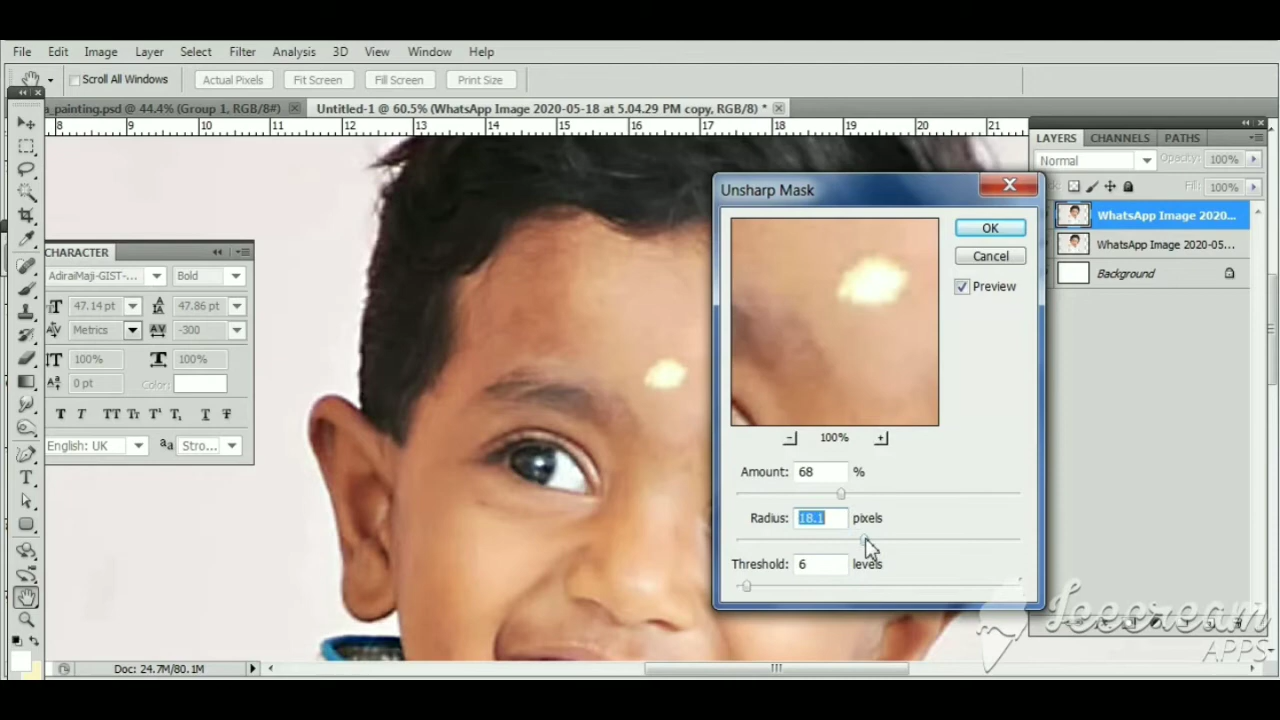 File Edit Image Layer Select Filter Analysis 3D View Window Help
Scroll All Windows Actual Pixels Fit Screen Fill Screen Print Size
a_painting.psd @ 44.4% (Group 1, RGB/8#) Untitled-1 @ 60.5% (WhatsApp Image 2020-05-18 at 5.04.29 PM copy, RGB/8) *
8 9 10 11 12 13 14 15 16 17 18 19 20 21
LAYERS CHANNELS PATHS
Normal Opacity: 100%
Fill: 100%
WhatsApp Image 2020...
WhatsApp Image 2020-05...
Background
Unsharp Mask
OK
Cancel
Preview
100%
Amount: 68 %
Radius: 18.1 pixels
Threshold: 6 levels
CHARACTER
AdiraMaji-GIST-... Bold
47.14 pt 47.86 pt
Metrics -300
100% 100%
0 pt Color:
T T TT Tr T¹ T₁ T T
English: UK aa Stro...
Doc: 24.7M/80.1M
Iceecream
APPS